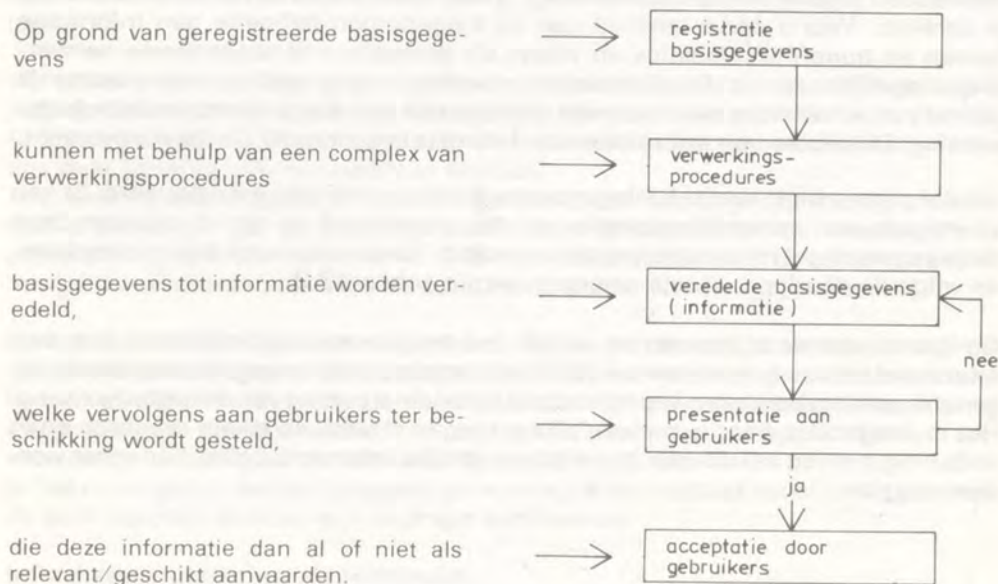 Op grond van geregistreerde basisgege-
vens
registratie
basisgegevens
kunnen met behulp van een complex van
verwerkingsprocedures
verwerkings-
procedures
basisgegevens tot informatie worden ver-
edeld,
veredelde basisgegevens
(informatie)
nee
welke vervolgens aan gebruikers ter be-
schikking wordt gesteld,
presentatie aan
gebruikers
ja
die deze informatie dan al of niet als
relevant/geschikt aanvaarden.
acceptatie door
gebruikers